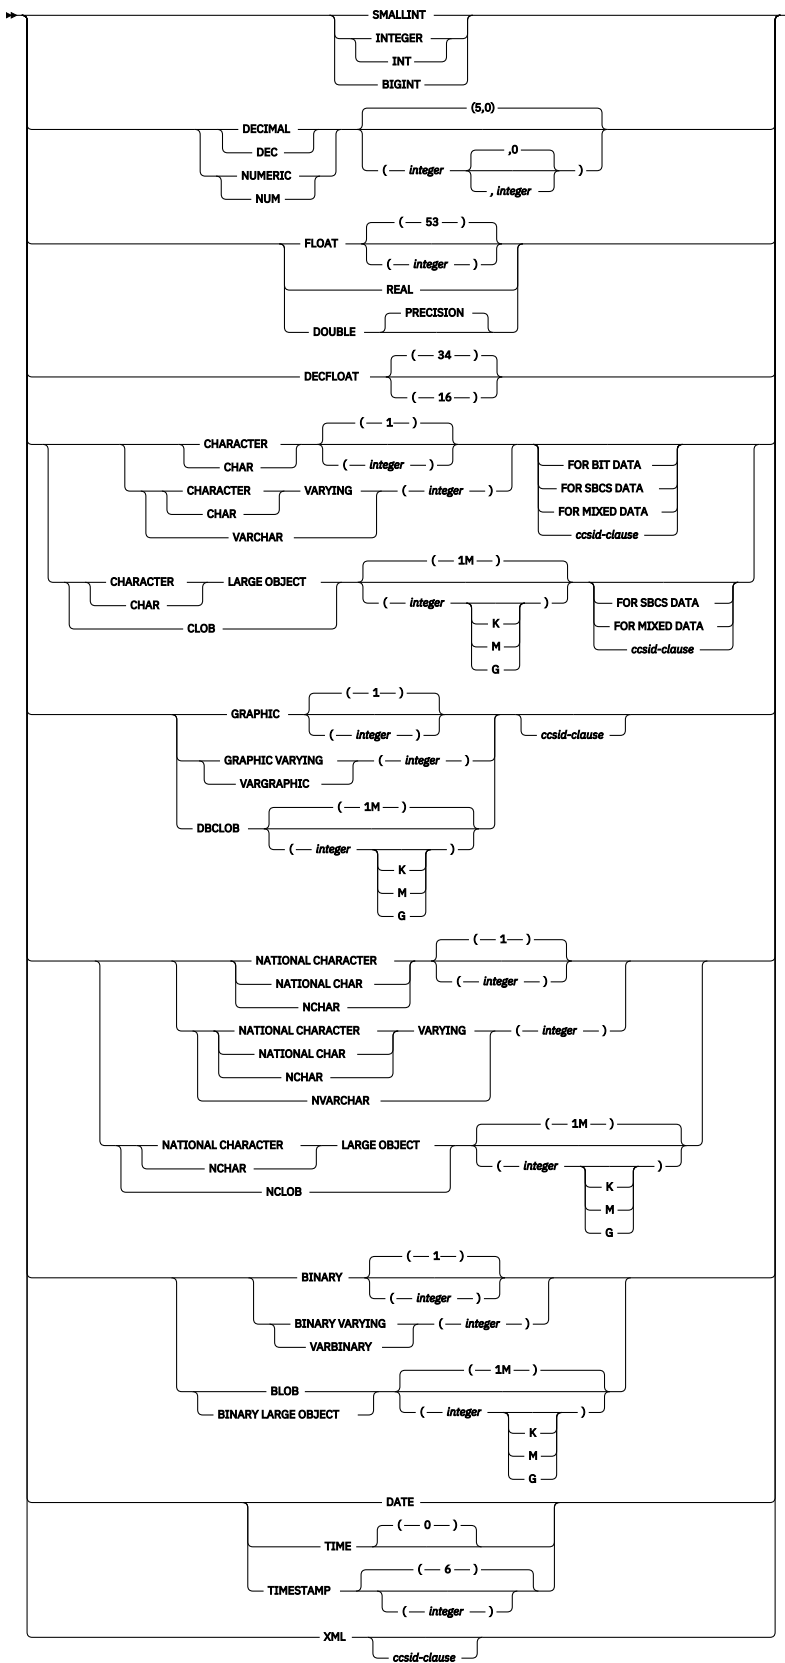 SMALLINT
INTEGER
INT
BIGINT
(5,0)
DECIMAL
DEC
,0
NUMERIC
( integer , integer )
NUM
( 53 )
FLOAT
( integer )
REAL
PRECISION
DOUBLE
( 34 )
DECFLOAT
( 16 )
( 1 )
CHARACTER
CHAR ( integer ) FOR BIT DATA
CHARACTER VARYING ( integer ) FOR SBCS DATA
CHAR FOR MIXED DATA
VARCHAR ccsid-clause
( 1M )
CHARACTER LARGE OBJECT
CHAR ( integer ) FOR SBCS DATA
CLOB K FOR MIXED DATA
M ccsid-clause
G
( 1 )
GRAPHIC
( integer ) ccsid-clause
GRAPHIC VARYING ( integer )
VARGRAPHIC
( 1M )
DBCLOB
( integer )
K
M
G
( 1 )
NATIONAL CHARACTER
NATIONAL CHAR ( integer )
NCHAR
NATIONAL CHARACTER VARYING ( integer )
NATIONAL CHAR
NCHAR
NVARCHAR
( 1M )
NATIONAL CHARACTER LARGE OBJECT
NCHAR ( integer )
NCLOB K
M
G
( 1 )
BINARY
( integer )
BINARY VARYING ( integer )
VARBINARY
( 1M )
BLOB
BINARY LARGE OBJECT ( integer )
K
M
G
DATE
( 0 )
TIME
( 6 )
TIMESTAMP
( integer )
XML
ccsid-clause